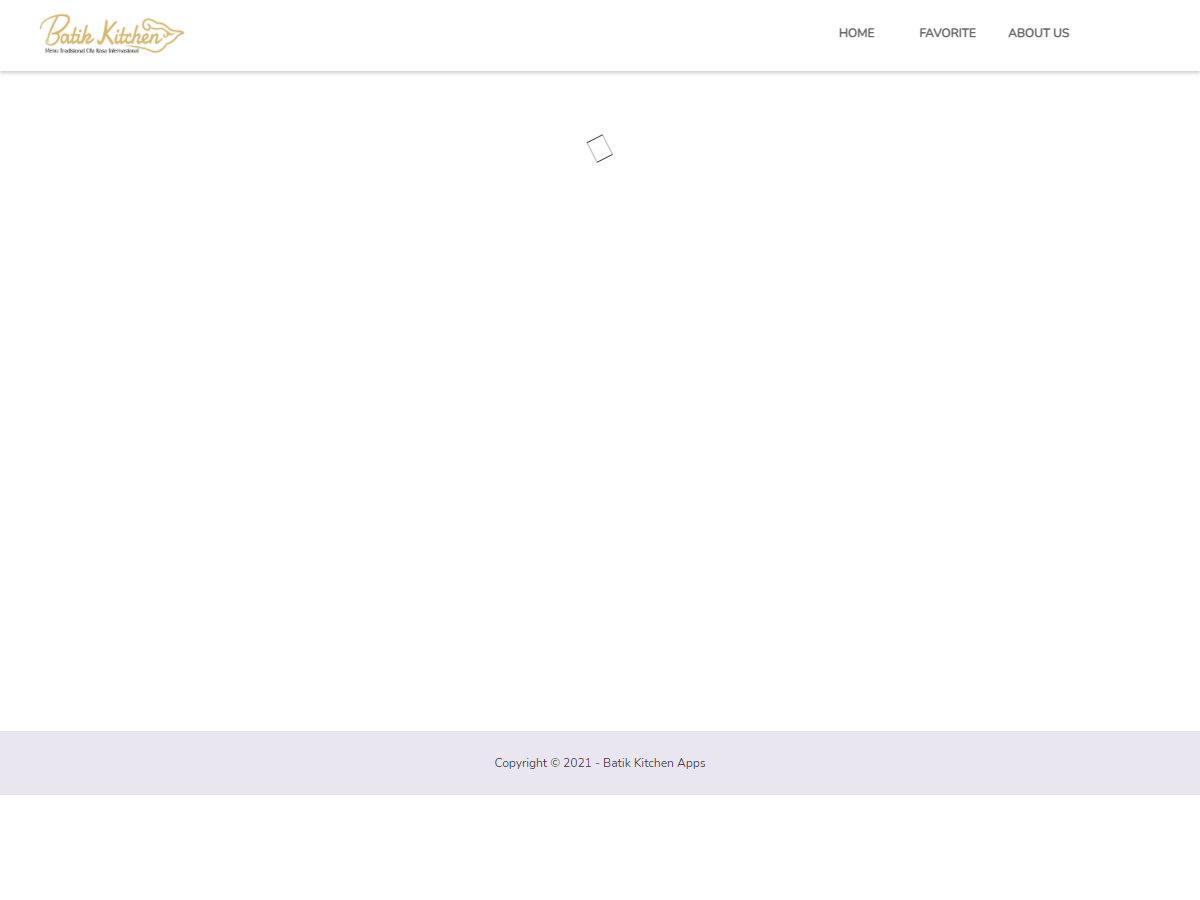 Batik Kitchen
Menu Tradisional Cita Rasa Internasional
HOME
FAVORITE
ABOUT US
Copyright © 2021 - Batik Kitchen Apps